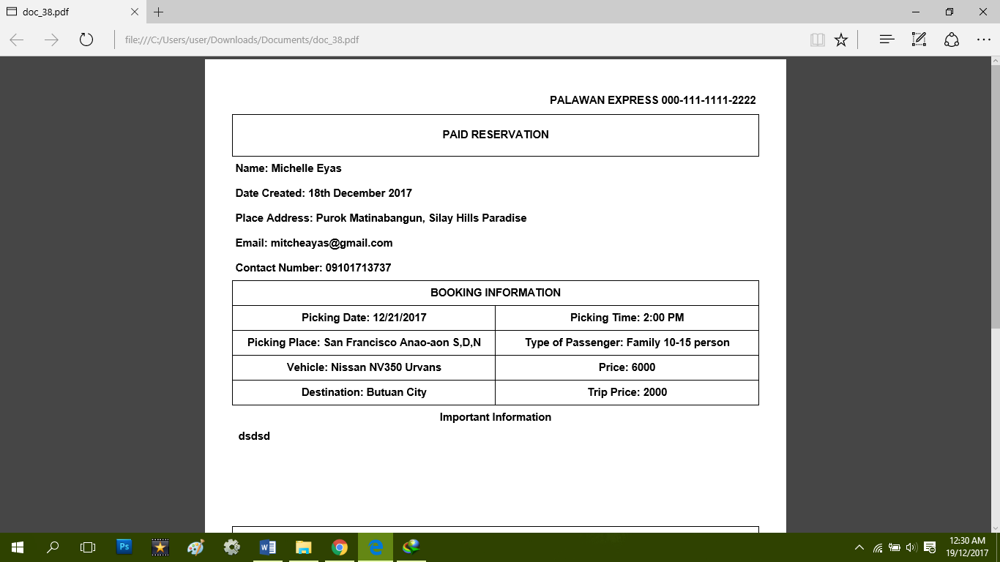 doc_38.pdf
file:///C:/Users/user/Downloads/Documents/doc_38.pdf
PALAWAN EXPRESS 000-111-1111-2222
PAID RESERVATION
Name: Michelle Eyas
Date Created: 18th December 2017
Place Address: Purok Matinabangun, Silay Hills Paradise
Email: mitcheayas@gmail.com
Contact Number: 09101713737
BOOKING INFORMATION
Picking Date: 12/21/2017 Picking Time: 2:00 PM
Picking Place: San Francisco Anao-aon S,D,N Type of Passenger: Family 10-15 person
Vehicle: Nissan NV350 Urvans Price: 6000
Destination: Butuan City Trip Price: 2000
Important Information
dsdsd
Ps
12:30 AM
19/12/2017